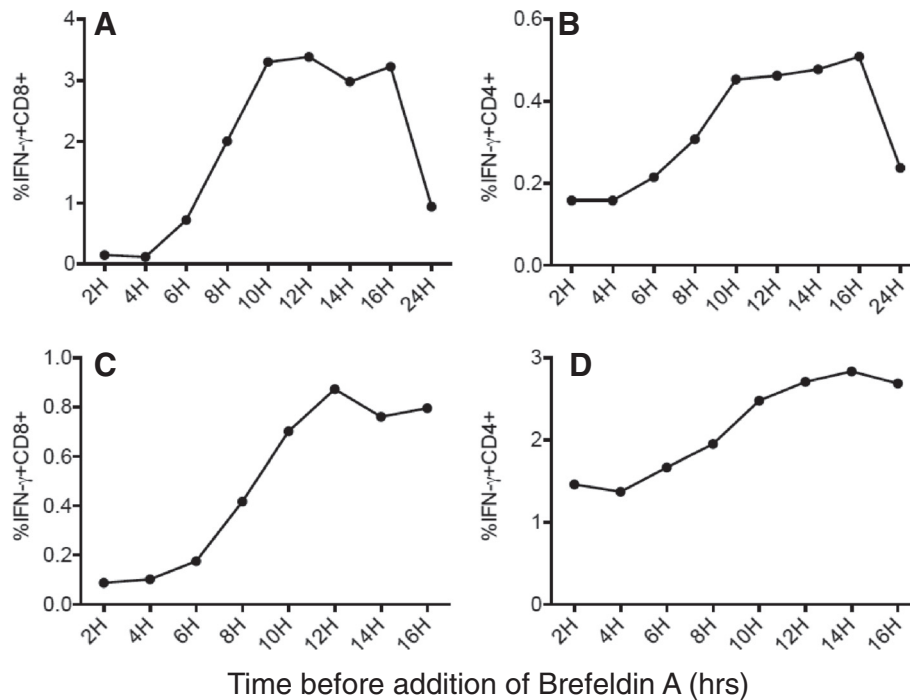 A
%IFN-γ+CD8+
4
3
2
1
0
2H 4H 6H 8H 10H 12H 14H 16H 24H
B
%IFN-γ+CD4+
0.6
0.4
0.2
0.0
2H 4H 6H 8H 10H 12H 14H 16H 24H
C
%IFN-γ+CD8+
1.0
0.8
0.6
0.4
0.2
0.0
2H 4H 6H 8H 10H 12H 14H 16H
D
%IFN-γ+CD4+
3
2
1
0
2H 4H 6H 8H 10H 12H 14H 16H
Time before addition of Brefeldin A (hrs)